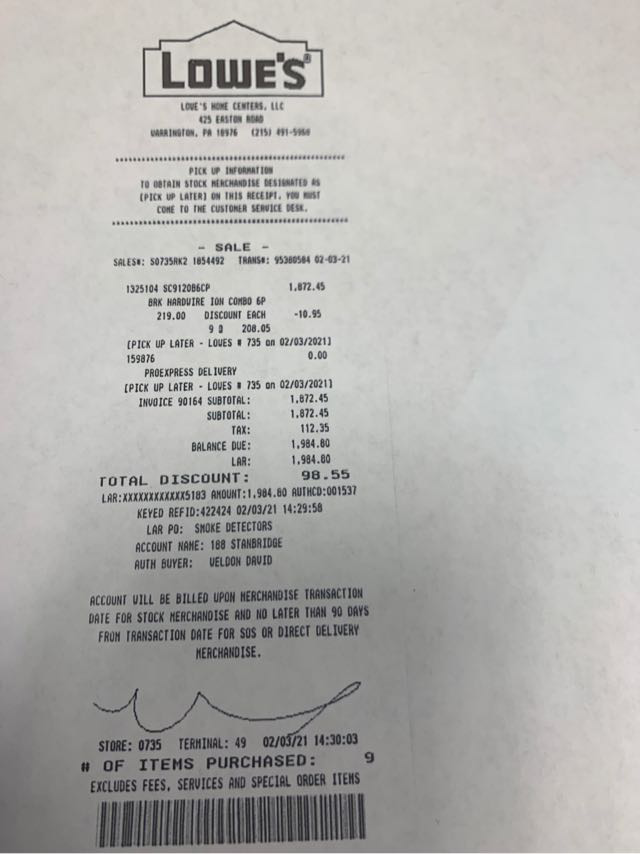 LOWE'S
LOWE'S HOME CENTERS, LLC
425 EASTON ROAD
WARRINGTON, PA 18976 (215) 491-5960
PICK UP INFORMATION
TO OBTAIN STOCK MERCHANDISE DESIGNATED AS
[PICK UP LATER] ON THIS RECEIPT, YOU MUST
COME TO THE CUSTOMER SERVICE DESK.
- SALE -
SALES#: S0735RK2 1854492 TRANS#: 95380584 02-03-21
1325104 SC9120B6CP 1,872.45
BRK HARDWIRE ION COMBO 6P
219.00 DISCOUNT EACH -10.95
9 @ 208.05
[PICK UP LATER - LOWES # 735 on 02/03/2021]
159876 0.00
PROEXPRESS DELIVERY
[PICK UP LATER - LOWES # 735 on 02/03/2021]
INVOICE 90164 SUBTOTAL: 1,872.45
SUBTOTAL: 1,872.45
TAX: 112.35
BALANCE DUE: 1,984.80
LAR: 1,984.80
TOTAL DISCOUNT: 98.55
LAR:XXXXXXXXXXXX5183 AMOUNT:1,984.80 AUTHCD:001537
KEYED REFID:422424 02/03/21 14:29:58
LAR PO: SMOKE DETECTORS
ACCOUNT NAME: 188 STANBRIDGE
AUTH BUYER: WELDON DAVID
ACCOUNT WILL BE BILLED UPON MERCHANDISE TRANSACTION
DATE FOR STOCK MERCHANDISE AND NO LATER THAN 90 DAYS
FROM TRANSACTION DATE FOR SOS OR DIRECT DELIVERY
MERCHANDISE.
STORE: 0735 TERMINAL: 49 02/03/21 14:30:03
# OF ITEMS PURCHASED: 9
EXCLUDES FEES, SERVICES AND SPECIAL ORDER ITEMS